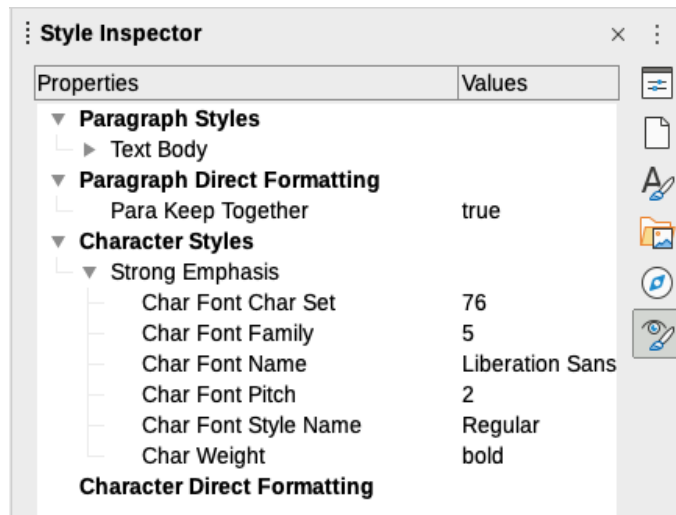 Style Inspector
Properties Values
Paragraph Styles
Text Body
Paragraph Direct Formatting
Para Keep Together true
Character Styles
Strong Emphasis
Char Font Char Set 76
Char Font Family 5
Char Font Name Liberation Sans
Char Font Pitch 2
Char Font Style Name Regular
Char Weight bold
Character Direct Formatting